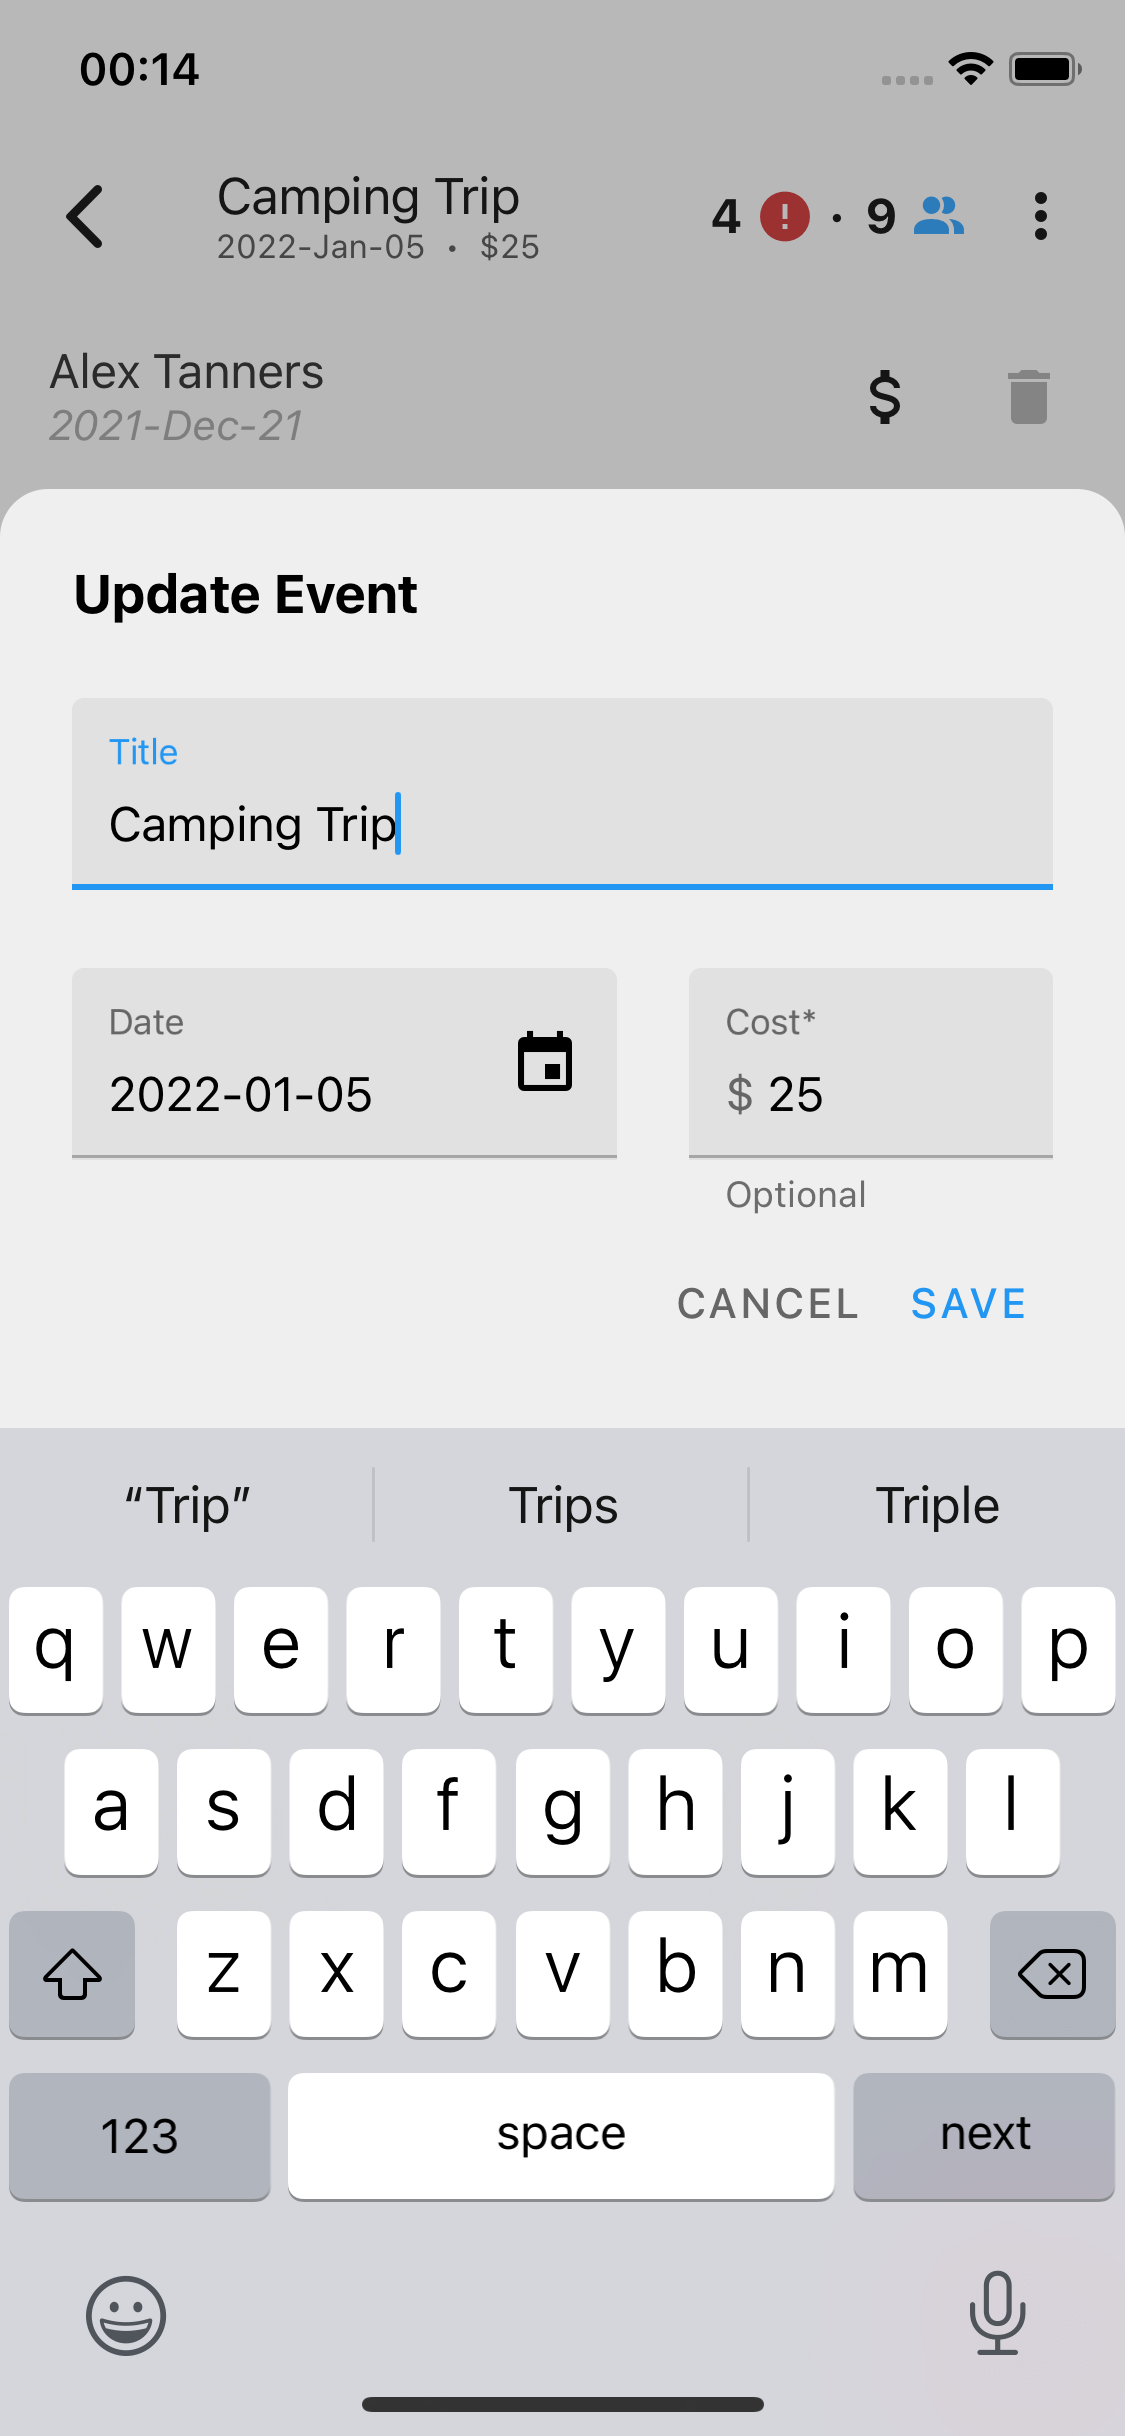 00:14
Camping Trip
2022-Jan-05 • $25
4 ! · 9
Alex Tanners
2021-Dec-21
$
Update Event
Title
Camping Trip
Date
2022-01-05
Cost*
$ 25
Optional
CANCEL SAVE
“Trip” Trips Triple
q w e r t y u i o p
a s d f g h j k l
z x c v b n m
123 space next